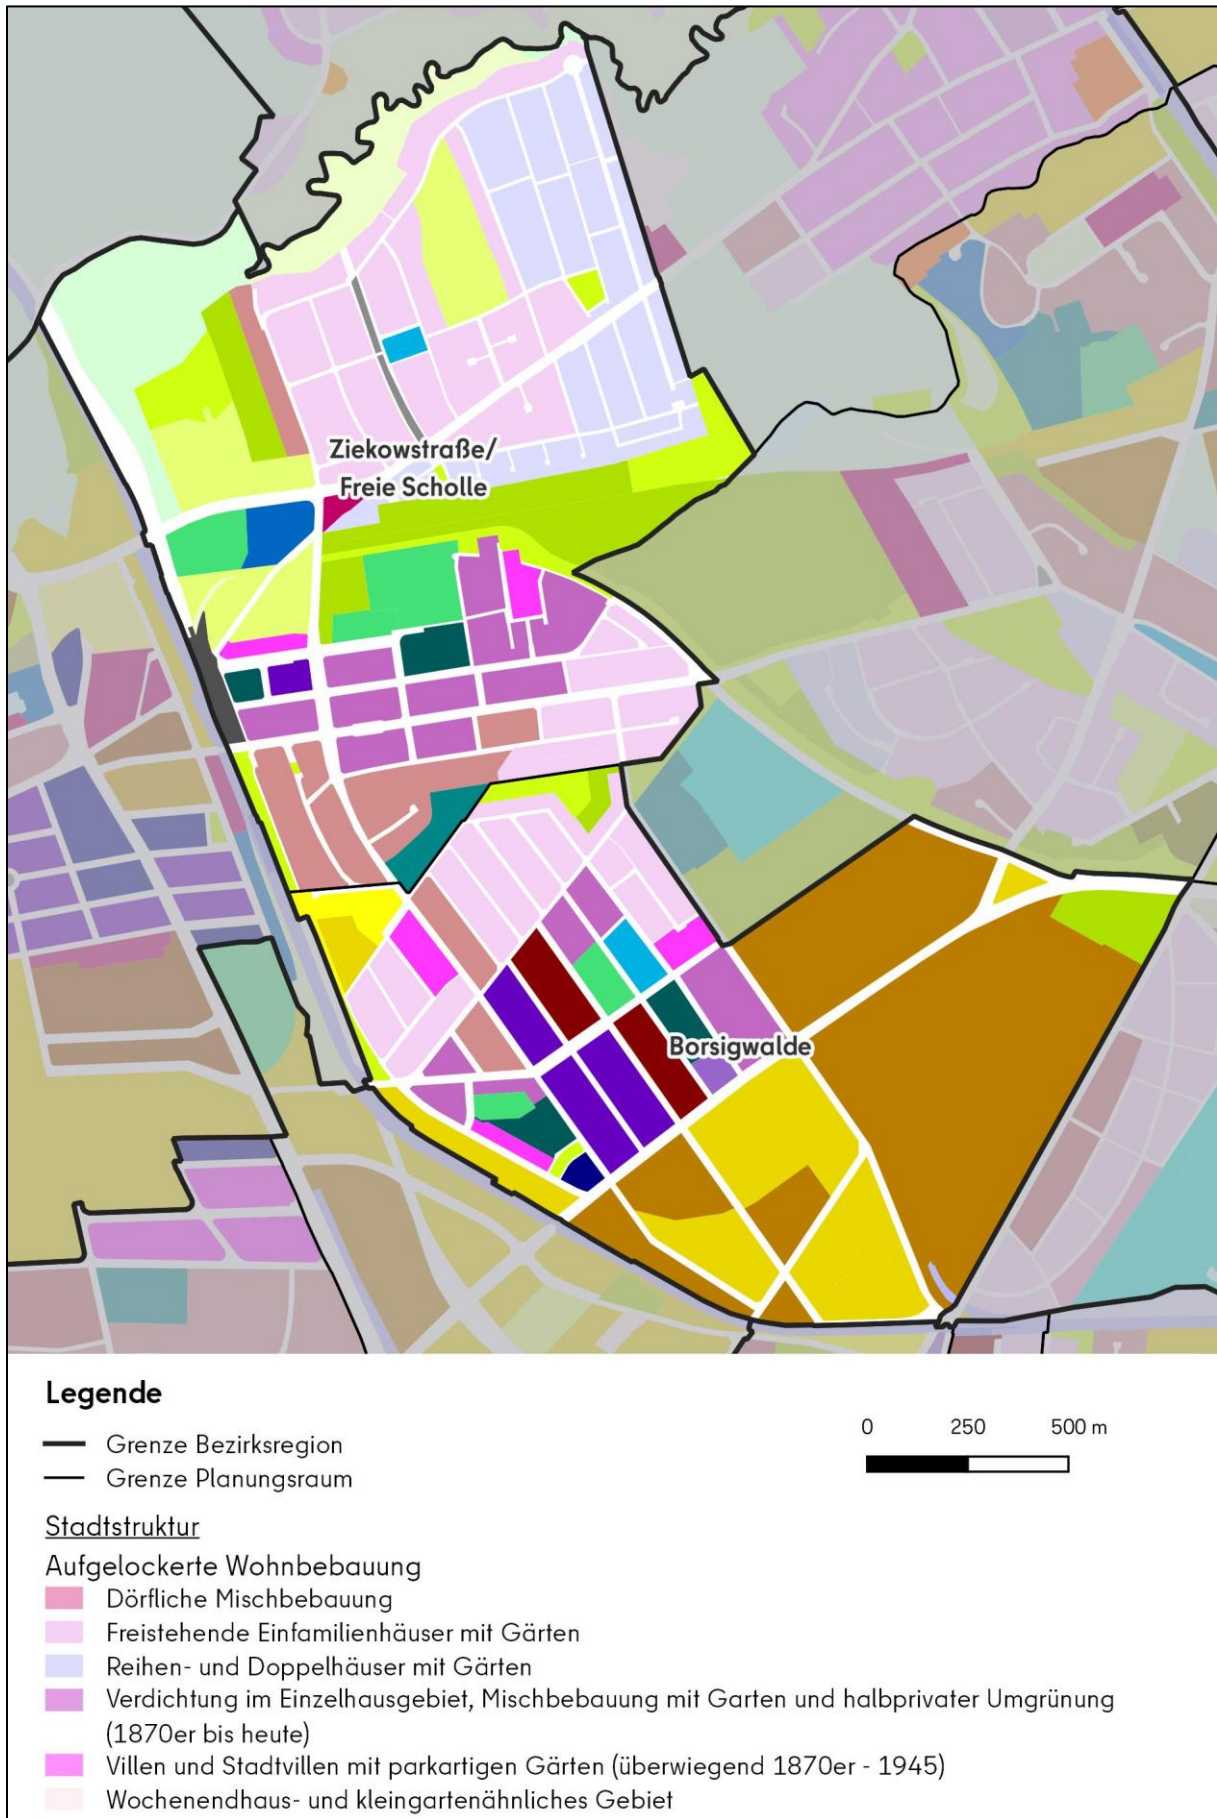 Ziekowstraße/
Freie Scholle
Borsigwalde
Legende
0 250 500 m
Grenze Bezirksregion
Grenze Planungsraum
Stadtstruktur
Aufgelockerte Wohnbebauung
Dörfliche Mischbebauung
Freistehende Einfamilienhäuser mit Gärten
Reihen- und Doppelhäuser mit Gärten
Verdichtung im Einzelhausgebiet, Mischbebauung mit Garten und halbprivater Umgrünung
(1870er bis heute)
Villen und Stadtvillen mit parkartigen Gärten (überwiegend 1870er - 1945)
Wochenendhaus- und kleingartenähnliches Gebiet